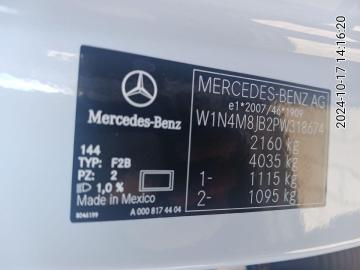 2024-10-17 14:16:20
Mercedes-Benz
144
TYP: F2B
PZ: 2
1,0 %
Made in Mexico
8046199
A 000 817 44 04
MERCEDES-BENZ AG
e1*2007/46*1909
W1N4M8JB2PW318674
2160 kg
4035 kg
1- 1115 kg
2- 1095 kg